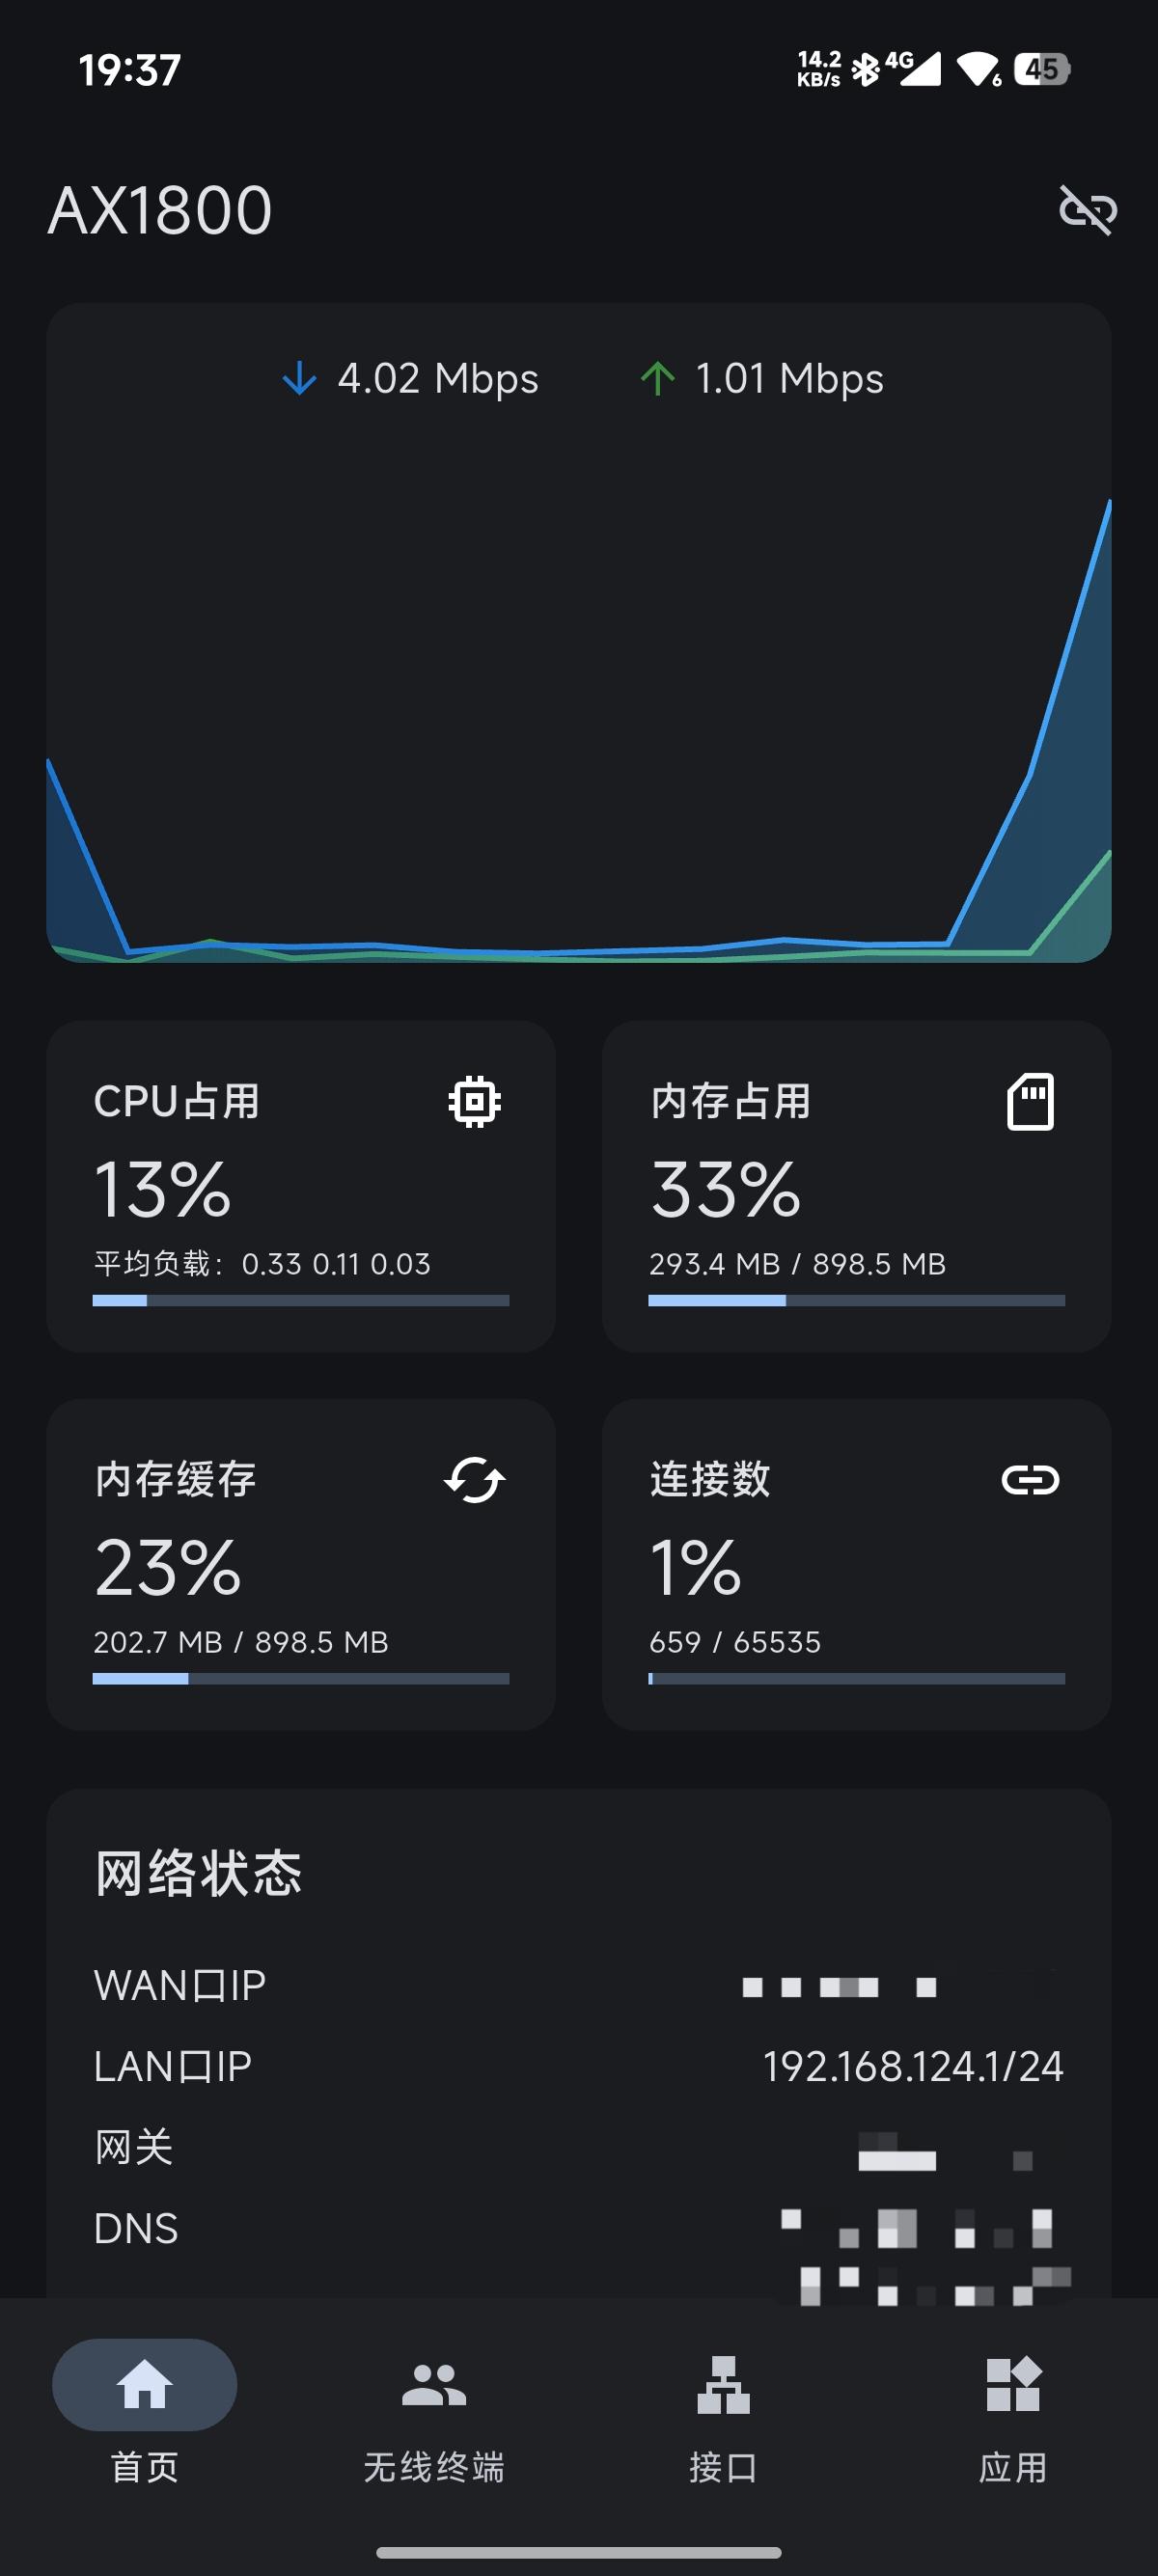 19:37
14.2 KB/s 4G 6 45
AX1800
4.02 Mbps 1.01 Mbps
CPU占用
13%
平均负载: 0.33 0.11 0.03
内存占用
33%
293.4 MB / 898.5 MB
内存缓存
23%
202.7 MB / 898.5 MB
连接数
1%
659 / 65535
网络状态
WAN口IP
LAN口IP 192.168.124.1/24
网关
DNS
首页 无线终端 接口 应用